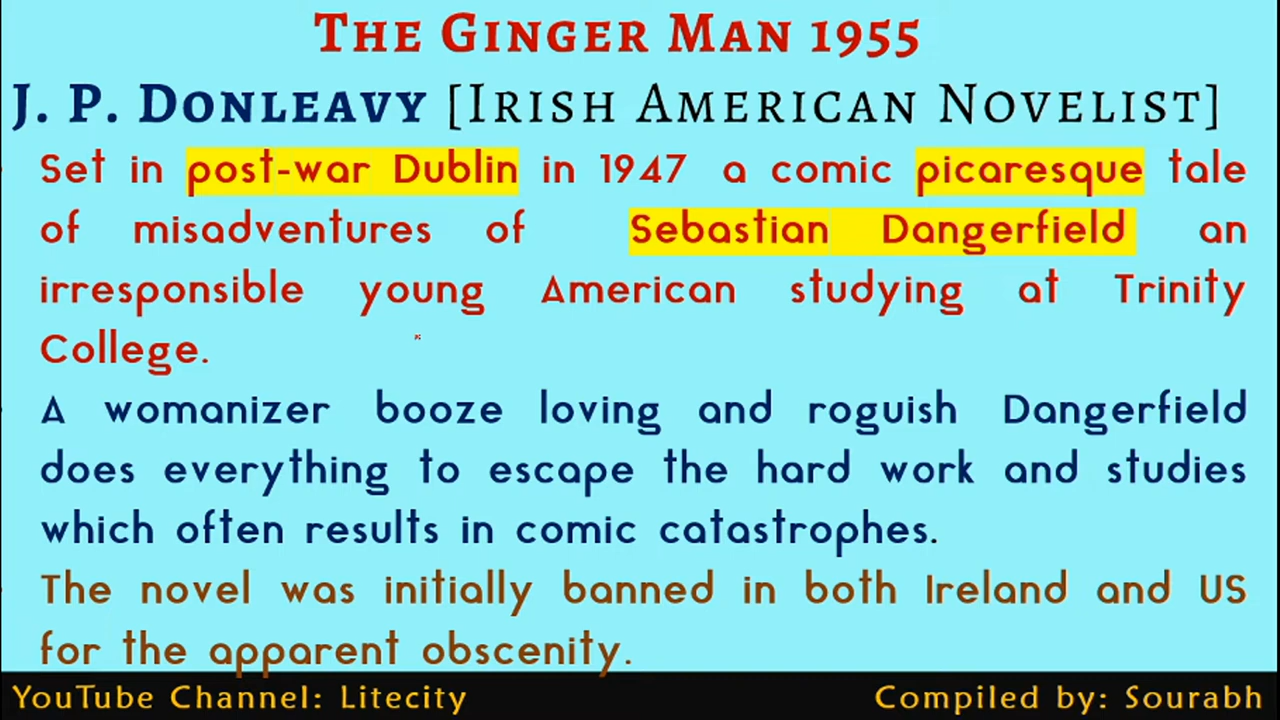 The Ginger Man 1955
J. P. Donleavy [Irish American Novelist]
Set in post-war Dublin in 1947 a comic picaresque tale
of misadventures of Sebastian Dangerfield an
irresponsible young American studying at Trinity
College.
A womanizer booze loving and roguish Dangerfield
does everything to escape the hard work and studies
which often results in comic catastrophes.
The novel was initially banned in both Ireland and US
for the apparent obscenity.
YouTube Channel: Litecity
Compiled by: Sourabh